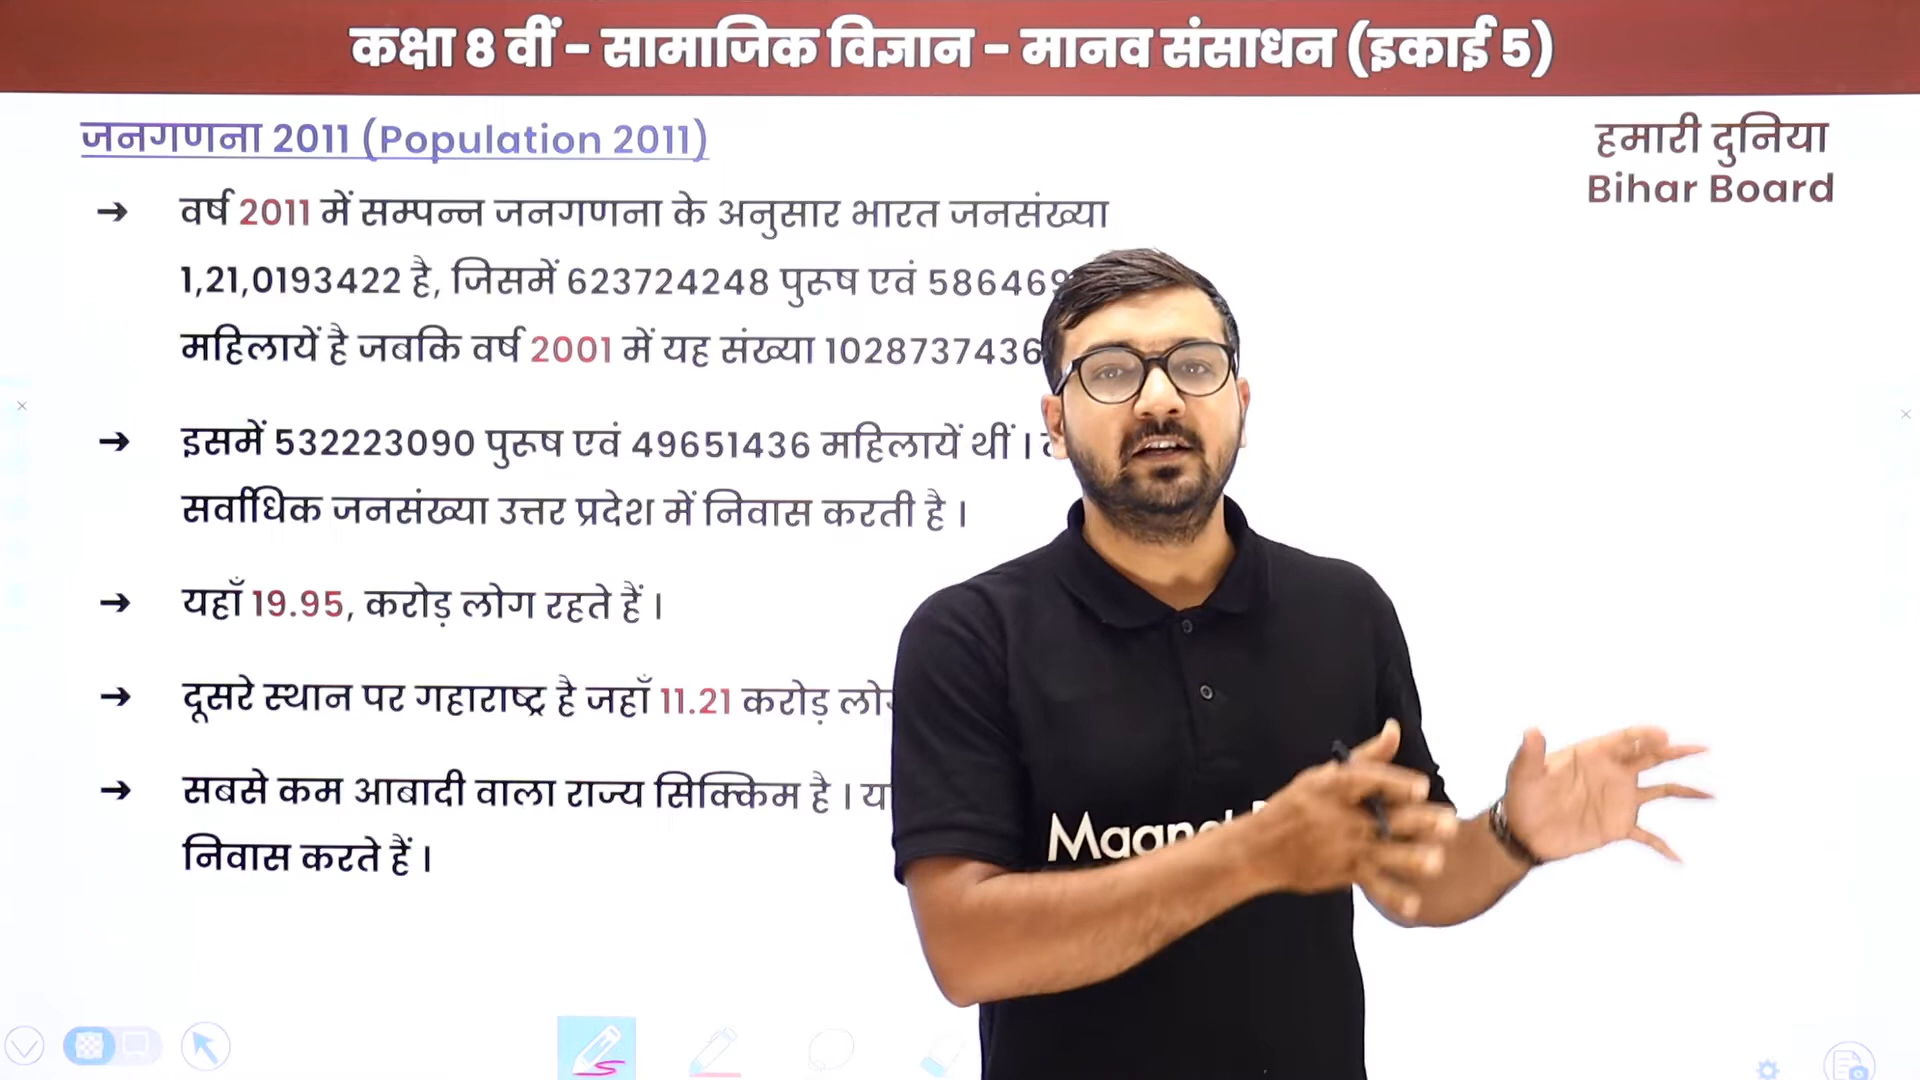 कक्षा 8 वीं - सामाजिक विज्ञान - मानव संसाधन (इकाई 5)
जनगणना 2011 (Population 2011)
हमारी दुनिया
Bihar Board
वर्ष 2011 में सम्पन्न जनगणना के अनुसार भारत जनसंख्या
1,21,0193422 है, जिसमें 623724248 पुरूष एवं
महिलायें है जबकि वर्ष 2001 में यह संख्या 1028737436
इसमें 532223090 पुरूष एवं 49651436 महिलायें थीं ।
सर्वाधिक जनसंख्या उत्तर प्रदेश में निवास करती है ।
यहाँ 19.95, करोड़ लोग रहते हैं ।
दूसरे स्थान पर गहाराष्ट्र है जहाँ 11.21 करोड़
सबसे कम आबादी वाला राज्य सिक्किम है ।
निवास करते हैं ।